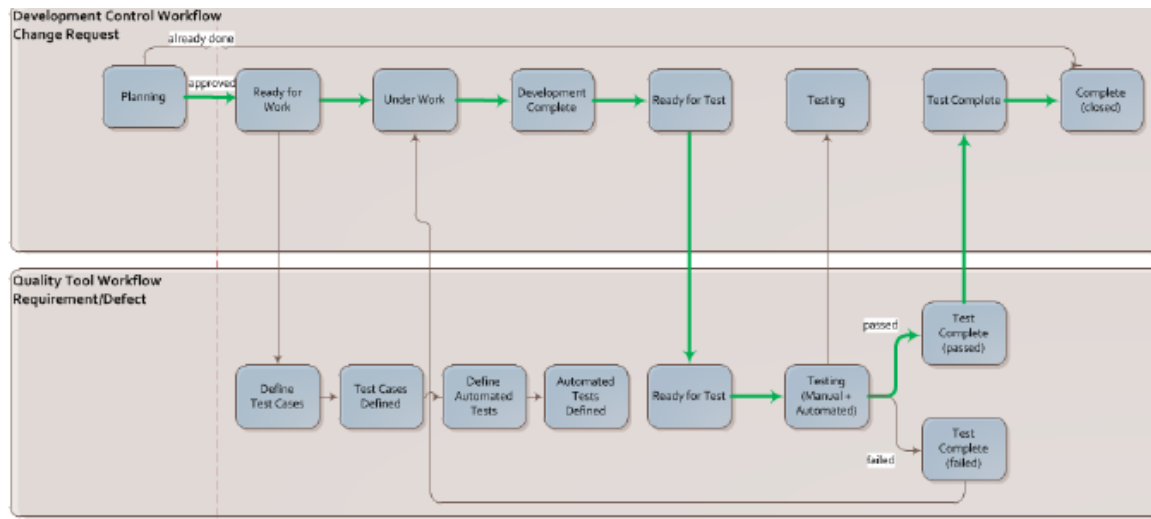 Development Control Workflow
Change Request
already done
Planning
approved
Ready for
Work
Under Work
Development
Complete
Ready for Test
Testing
Test Complete
Complete
(closed)
Quality Tool Workflow
Requirement/Defect
Define
Test Cases
Test Cases
Defined
Define
Automated
Tests
Automated
Tests
Defined
Ready for Test
Testing
(Manual +
Automated)
passed
Test
Complete
(passed)
failed
Test
Complete
(failed)